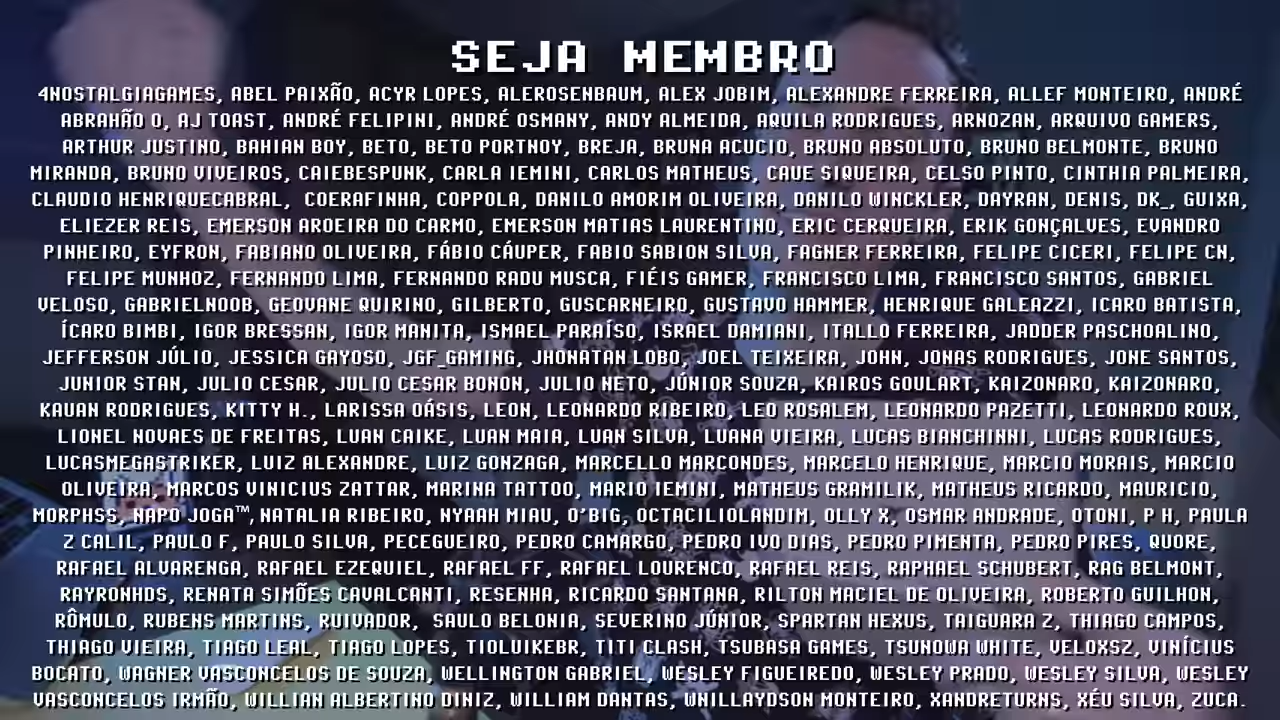 SEJA MEMBRO
4NOSTALGIAGAMES, ABEL PAIXÃO, ACYR LOPES, ALEROSENBAUM, ALEX JOBIM, ALEXANDRE FERREIRA, ALLEF MONTEIRO, ANDRÉ
ABRAHÃO O, AJ TOAST, ANDRÉ FELIPINI, ANDRÉ OSMANY, ANDY ALMEIDA, AQUILA RODRIGUES, ARNOZAN, ARQUIVO GAMERS,
ARTHUR JUSTINO, BAHIAN BOY, BETO, BETO PORTNOY, BREJA, BRUNA ACUCIO, BRUNO ABSOLUTO, BRUNO BELMONTE, BRUNO
MIRANDA, BRUNO VIVEIROS, CAIEBESPUNK, CARLA IEMINI, CARLOS MATHEUS, CAUE SIQUEIRA, CELSO PINTO, CINTHIA PALMEIRA,
CLAUDIO HENRIQUECABRAL, COERAFINHA, COPPOLA, DANILO AMORIM OLIVEIRA, DANILO WINCKLER, DAYRAN, DENIS, DK_, GUIXA,
ELIEZER REIS, EMERSON AROEIRA DO CARMO, EMERSON MATIAS LAURENTINO, ERIC CERQUEIRA, ERIK GONÇALVES, EVANDRO
PINHEIRO, EYFRON, FABIANO OLIVEIRA, FÁBIO CÁUPER, FABIO SABION SILVA, FAGNER FERREIRA, FELIPE CICERI, FELIPE CN,
FELIPE MUNHOZ, FERNANDO LIMA, FERNANDO RADU MUSCA, FIÉIS GAMER, FRANCISCO LIMA, FRANCISCO SANTOS, GABRIEL
VELOSO, GABRIELNOOB, GEOVANE QUIRINO, GILBERTO, GUSCARNEIRO, GUSTAVO HAMMER, HENRIQUE GALEAZZI, ICARO BATISTA,
ÍCARO BIMBI, IGOR BRESSAN, IGOR MANITA, ISMAEL PARAÍSO, ISRAEL DAMIANI, ITALLO FERREIRA, JADDER PASCHOALINO,
JEFFERSON JÚLIO, JESSICA GAYOSO, JGF_GAMING, JHONATAN LOBO, JOEL TEIXEIRA, JOHN, JONAS RODRIGUES, JONE SANTOS,
JUNIOR STAN, JULIO CESAR, JULIO CESAR BONON, JULIO NETO, JÚNIOR SOUZA, KAIROS GOULART, KAIZONARO, KAIZONARO,
KAUAN RODRIGUES, KITTY H., LARISSA OÁSIS, LEON, LEONARDO RIBEIRO, LEO ROSALEM, LEONARDO PAZETTI, LEONARDO ROUX,
LIONEL NOVAES DE FREITAS, LUAN CAIKE, LUAN MAIA, LUAN SILVA, LUANA VIEIRA, LUCAS BIANCHINNI, LUCAS RODRIGUES,
LUCASMEGASTRIKER, LUIZ ALEXANDRE, LUIZ GONZAGA, MARCELLO MARCONDES, MARCELO HENRIQUE, MARCIO MORAIS, MARCIO
OLIVEIRA, MARCOS VINICIUS ZATTAR, MARINA TATTOO, MARIO IEMINI, MATHEUS GRAMILIK, MATHEUS RICARDO, MAURICIO,
MORPHSS, NAPO JOGA™, NATALIA RIBEIRO, NYAAH MIAU, O'BIG, OCTACILIOLANDIM, OLLY X, OSMAR ANDRADE, OTONI, P H, PAULA
Z CALIL, PAULO F, PAULO SILVA, PECEGUEIRO, PEDRO CAMARGO, PEDRO IVO DIAS, PEDRO PIMENTA, PEDRO PIRES, QUORE,
RAFAEL ALVARENGA, RAFAEL EZEQUIEL, RAFAEL FF, RAFAEL LOURENCO, RAFAEL REIS, RAPHAEL SCHUBERT, RAG BELMONT,
RAYRONHDS, RENATA SIMÕES CAVALCANTI, RESENHA, RICARDO SANTANA, RILTON MACIEL DE OLIVEIRA, ROBERTO GUILHON,
RÔMULO, RUBENS MARTINS, RUIVADOR, SAULO BELONIA, SEVERINO JÚNIOR, SPARTAN HEXUS, TAIGUARA Z, THIAGO CAMPOS,
THIAGO VIEIRA, TIAGO LEAL, TIAGO LOPES, TIOLUIKEBR, TITI CLASH, TSUBASA GAMES, TSUNOWA WHITE, VELOXSZ, VINÍCIUS
BOCATO, WAGNER VASCONCELOS DE SOUZA, WELLINGTON GABRIEL, WESLEY FIGUEIREDO, WESLEY PRADO, WESLEY SILVA, WESLEY
VASCONCELOS IRMÃO, WILLIAN ALBERTINO DINIZ, WILLIAM DANTAS, WNILLAYDSON MONTEIRO, XANDRETURNS, XÉU SILVA, ZUCA.